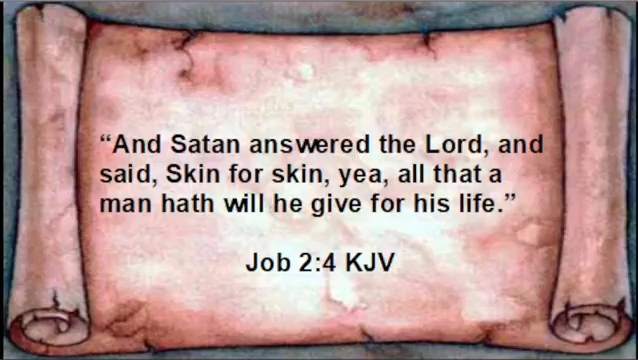 “And Satan answered the Lord, and
said, Skin for skin, yea, all that a
man hath will he give for his life.”
Job 2:4 KJV